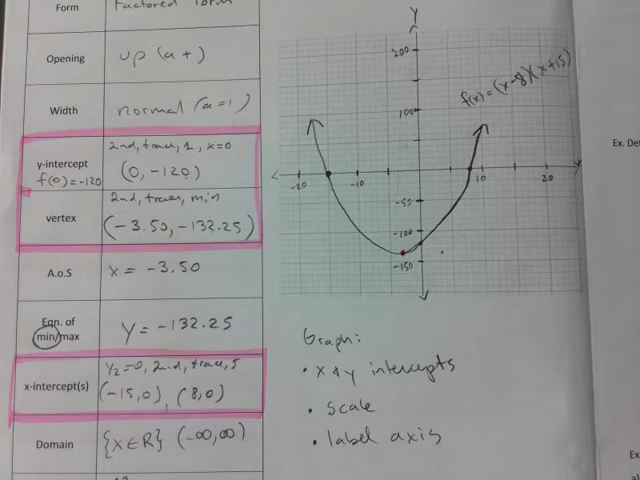 Form
Factored form
Opening
up (a+)
Width
normal (a=1)
y-intercept
f(0)=-120
2nd, trace, 1, x=0
(0, -120)
vertex
2nd, trace, min
(-3.50, -132.25)
A.o.S
x = -3.50
Eqn. of
min/max
Y = -132.25
x-intercept(s)
Y2=0, 2nd, trace, 5
(-15,0), (8,0)
Domain
{X∈R} (-∞,∞)
Y
200
100
f(x)=(x-8)(x+15)
-20
10
20
-50
-100
-150
Graph:
• x & y intercepts
• scale
• label axis
Ex. Det
Ex